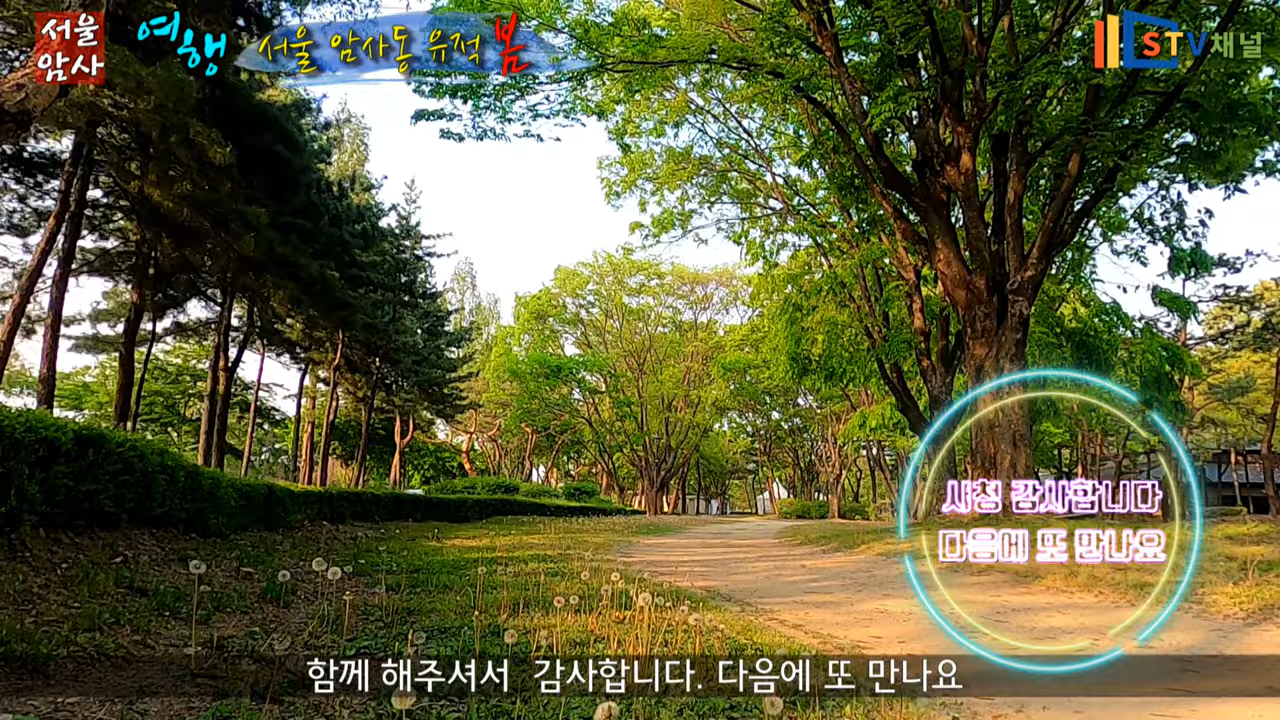 서울
암사
여행
서울 암사동 유적 봄
STV채널
시청 감사합니다
다음에 또 만나요
함께 해주셔서 감사합니다. 다음에 또 만나요